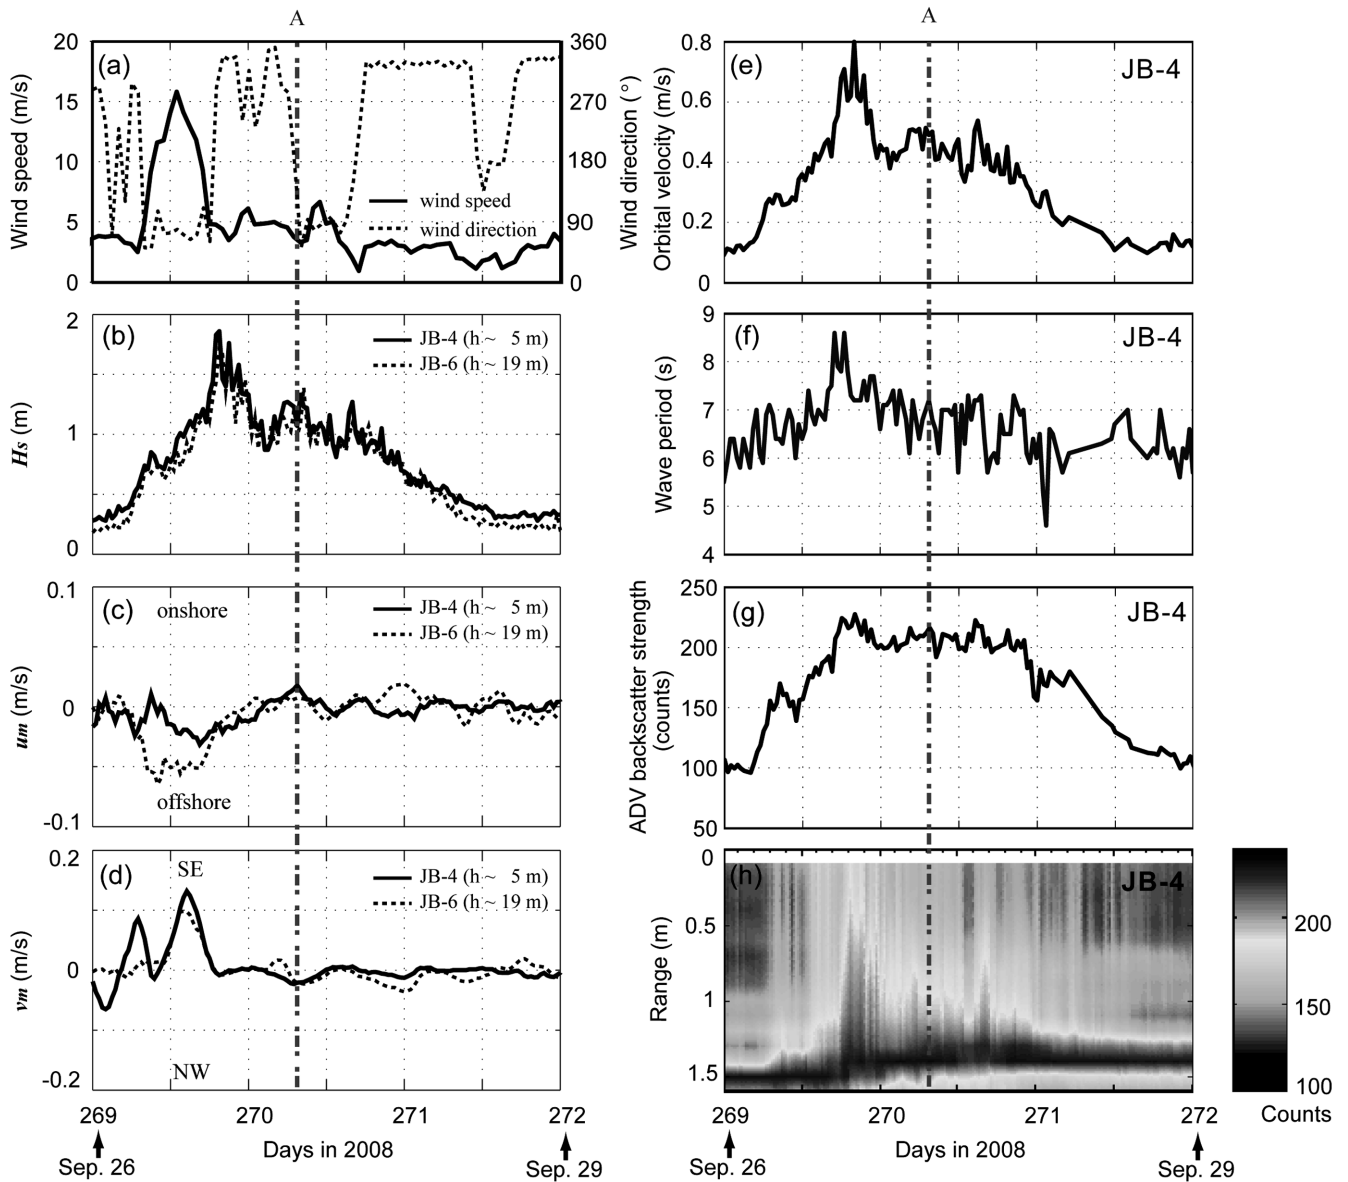 A
(a)
20
15
10
5
0
Wind speed (m/s)
360
270
180
90
0
Wind direction (°)
wind speed
wind direction
(b)
2
1
0
Hs (m)
JB-4 (h ~ 5 m)
JB-6 (h ~ 19 m)
(c)
0.1
0
-0.1
um (m/s)
onshore
offshore
JB-4 (h ~ 5 m)
JB-6 (h ~ 19 m)
(d)
0.2
0
-0.2
vm (m/s)
SE
NW
JB-4 (h ~ 5 m)
JB-6 (h ~ 19 m)
269
270
271
272
Days in 2008
Sep. 26
Sep. 29
A
(e)
JB-4
0.8
0.6
0.4
0.2
0
Orbital velocity (m/s)
(f)
JB-4
9
8
7
6
5
4
Wave period (s)
(g)
JB-4
250
200
150
100
50
ADV backscatter strength
(counts)
(h)
JB-4
0
0.5
1
1.5
Range (m)
200
150
100
Counts
269
270
271
272
Days in 2008
Sep. 26
Sep. 29